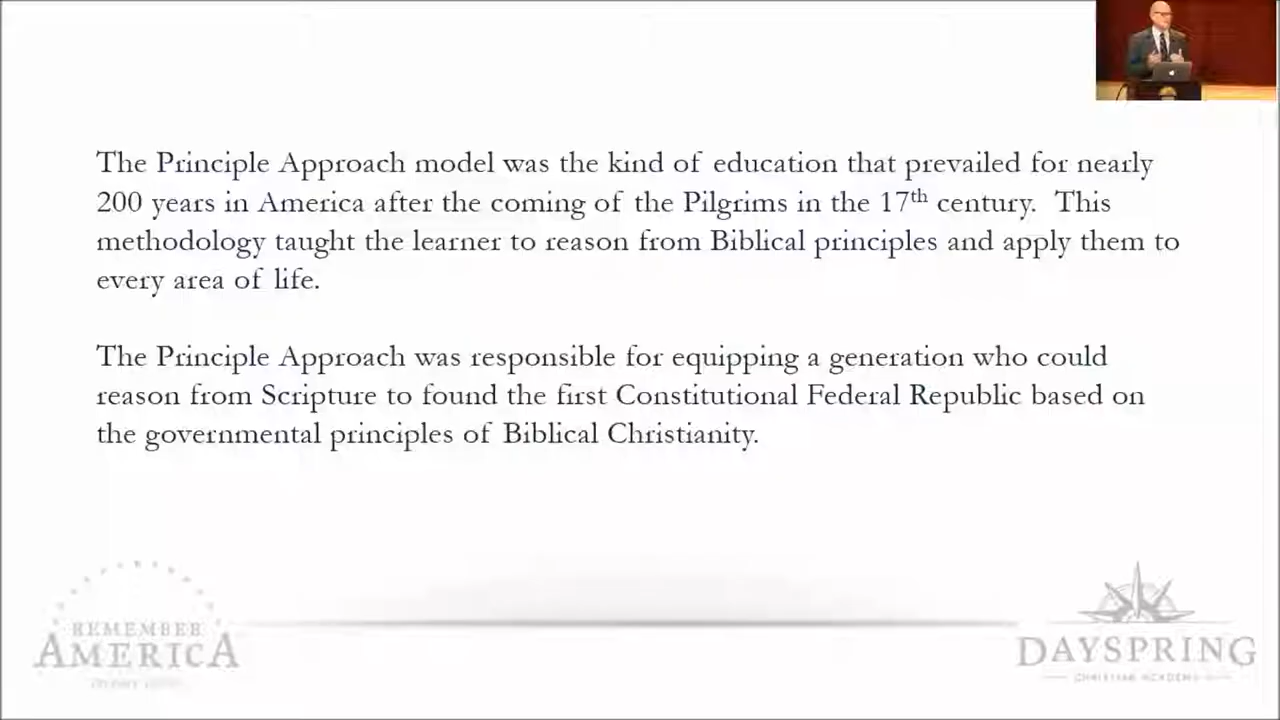 The Principle Approach model was the kind of education that prevailed for nearly
200 years in America after the coming of the Pilgrims in the 17th century. This
methodology taught the learner to reason from Biblical principles and apply them to
every area of life.
The Principle Approach was responsible for equipping a generation who could
reason from Scripture to found the first Constitutional Federal Republic based on
the governmental principles of Biblical Christianity.
REMEMBER
AMERICA
DAYSPRING
CHRISTIAN ACADEMY